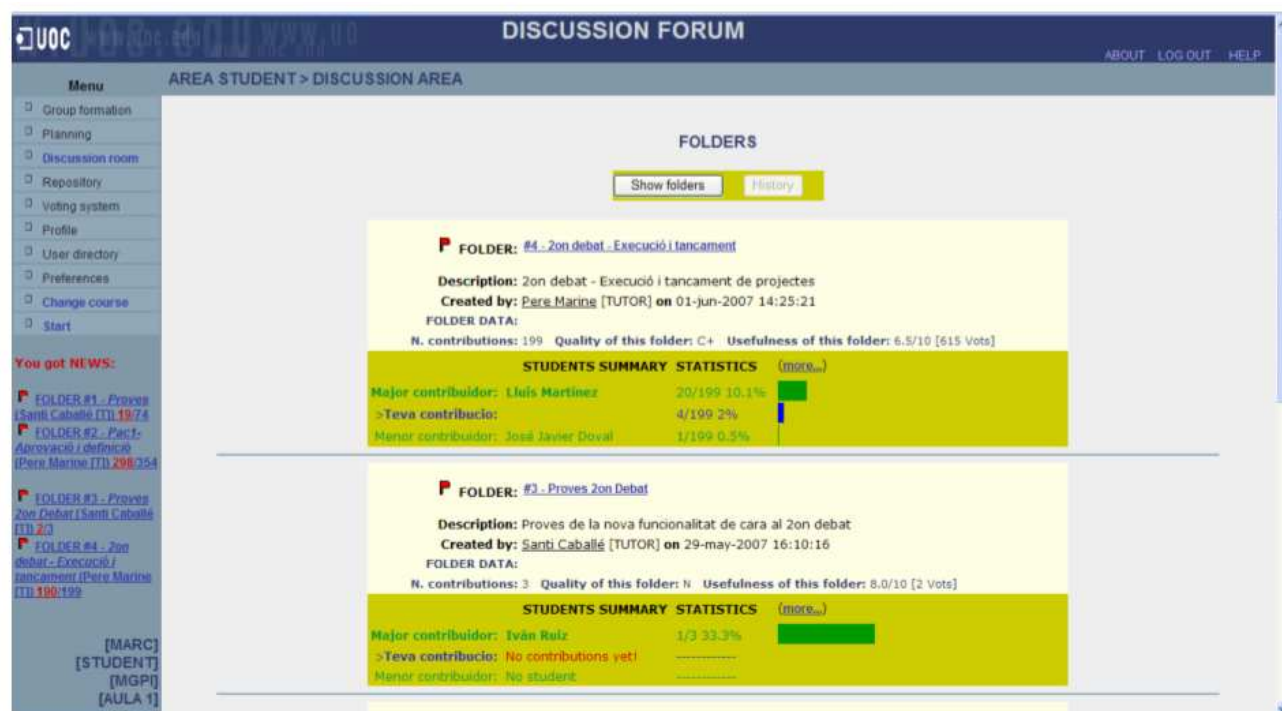 UOC
DISCUSSION FORUM
ABOUT LOG OUT HELP
Menu
AREA STUDENT > DISCUSSION AREA
Group formation
Planning
Discussion room
Repository
Voting system
Profile
User directory
Preferences
Change course
Start
You got NEWS:
FOLDER #1 - Proves
(Santi Caballé [T]) 19/74
FOLDER #2 - Pac1-
Aprovació i definició
(Pere Marine [T]) 298/354
FOLDER #3 - Proves
2on Debat (Santi Caballé
[T]) 2/3
FOLDER #4 - 2on
debat - Execució i
tancament (Pere Marine
[T]) 190/199
[MARC]
[STUDENT]
[MGPI]
[AULA 1]
FOLDERS
Show folders History
FOLDER: #4 - 2on debat - Execució i tancament
Description: 2on debat - Execució i tancament de projectes
Created by: Pere Marine [TUTOR] on 01-jun-2007 14:25:21
FOLDER DATA:
N. contributions: 199 Quality of this folder: C+ Usefulness of this folder: 6.5/10 [615 Vots]
STUDENTS SUMMARY STATISTICS (more...)
Major contribuidor: Lluís Martínez 20/199 10.1%
>Teva contribucio: 4/199 2%
Menor contribuidor: José Javier Doval 1/199 0.5%
FOLDER: #3 - Proves 2on Debat
Description: Proves de la nova funcionalitat de cara al 2on debat
Created by: Santi Caballé [TUTOR] on 29-may-2007 16:10:16
FOLDER DATA:
N. contributions: 3 Quality of this folder: N Usefulness of this folder: 8.0/10 [2 Vots]
STUDENTS SUMMARY STATISTICS (more...)
Major contribuidor: Iván Ruiz 1/3 33.3%
>Teva contribucio: No contributions yet! ------------
Menor contribuidor: No student ------------